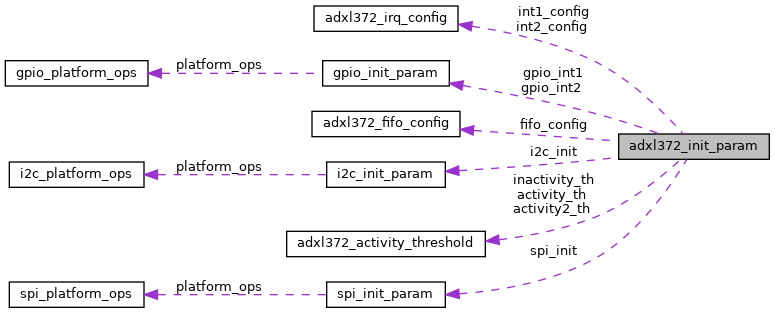 int1_config
int2_config
adxl372_irq_config
platform_ops
gpio_platform_ops
gpio_init_param
gpio_int1
gpio_int2
adxl372_fifo_config
fifo_config
adxl372_init_param
i2c_init
platform_ops
i2c_platform_ops
i2c_init_param
inactivity_th
activity_th
activity2_th
adxl372_activity_threshold
spi_init
platform_ops
spi_platform_ops
spi_init_param